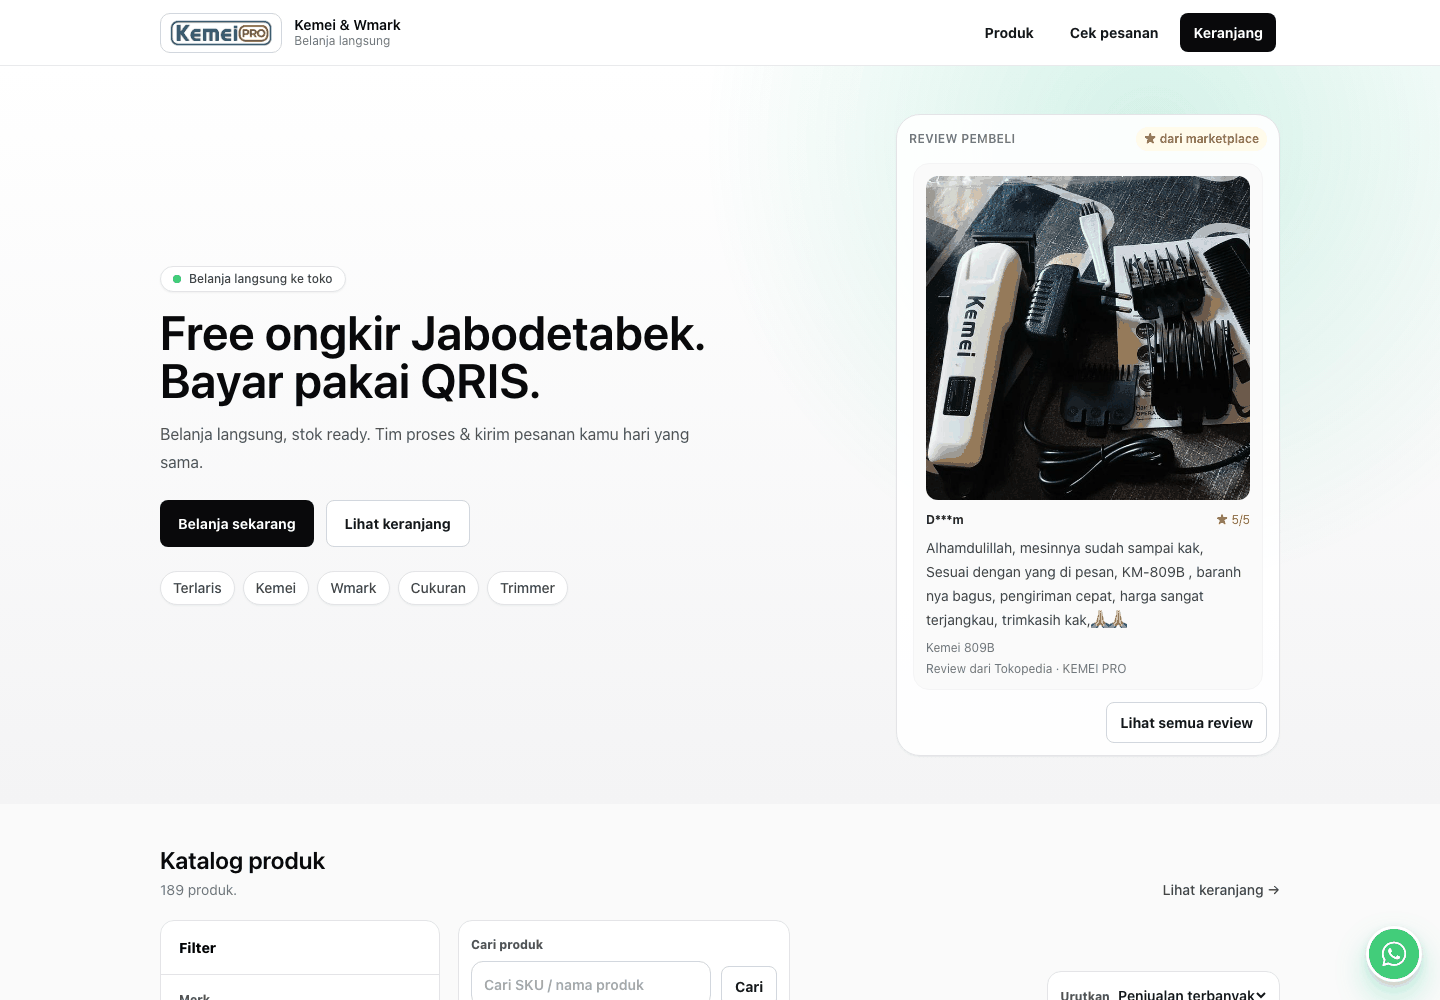 Kemei PRO
Kemei & Wmark
Belanja langsung
Produk
Cek pesanan
Keranjang
Belanja langsung ke toko
Free ongkir Jabodetabek.
Bayar pakai QRIS.
Belanja langsung, stok ready. Tim proses & kirim pesanan kamu hari yang
sama.
Belanja sekarang
Lihat keranjang
Terlaris
Kemei
Wmark
Cukuran
Trimmer
REVIEW PEMBELI
★ dari marketplace
Kemei
D***m
★ 5/5
Alhamdulillah, mesinnya sudah sampai kak,
Sesuai dengan yang di pesan, KM-809B , baranh
nya bagus, pengiriman cepat, harga sangat
terjangkau, trimkasih kak,🙏🙏
Kemei 809B
Review dari Tokopedia · KEMEI PRO
Lihat semua review
Katalog produk
189 produk.
Lihat keranjang →
Filter
Merk
Cari produk
Cari SKU / nama produk
Cari
Urutkan
Penjualan terbanyak